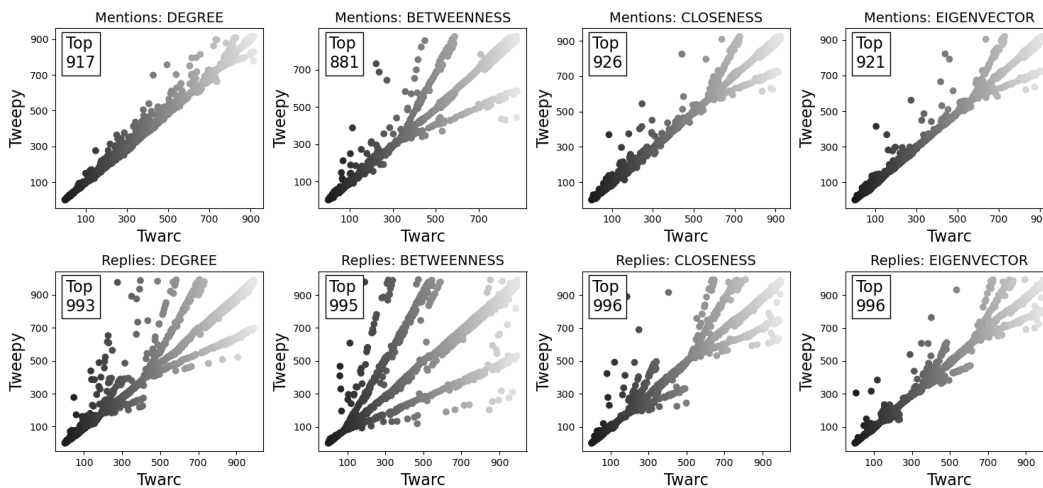 Mentions: DEGREE
Top
917
900
700
500
300
100
Tweepy
100
300
500
700
900
Twarc
Mentions: BETWEENNESS
Top
881
700
500
300
100
Tweepy
100
300
500
700
Twarc
Mentions: CLOSENESS
Top
926
900
700
500
300
100
Tweepy
100
300
500
700
900
Twarc
Mentions: EIGENVECTOR
Top
921
900
700
500
300
100
Tweepy
100
300
500
700
900
Twarc
Replies: DEGREE
Top
993
900
700
500
300
100
Tweepy
100
300
500
700
900
Twarc
Replies: BETWEENNESS
Top
995
900
700
500
300
100
Tweepy
100
300
500
700
900
Twarc
Replies: CLOSENESS
Top
996
900
700
500
300
100
Tweepy
100
300
500
700
900
Twarc
Replies: EIGENVECTOR
Top
996
900
700
500
300
100
Tweepy
100
300
500
700
900
Twarc